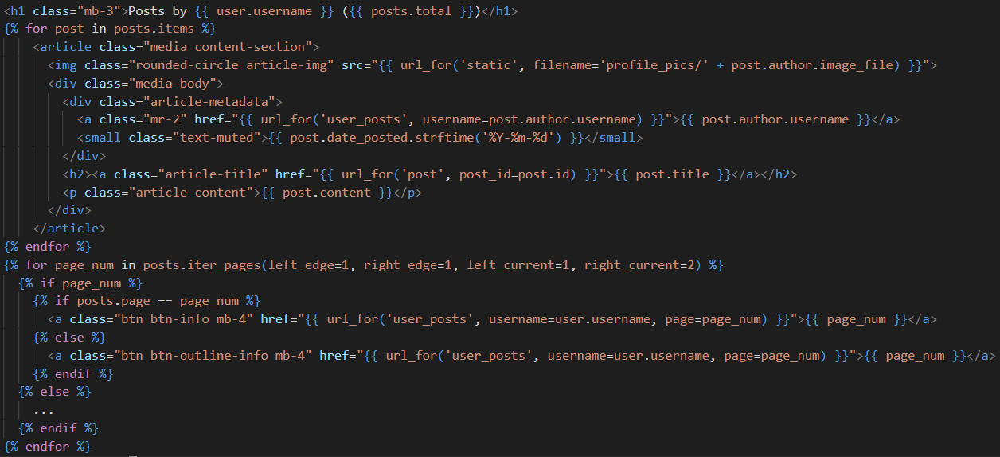 <h1 class="mb-3">Posts by {{ user.username }} ({{ posts.total }})</h1>
{% for post in posts.items %}
    <article class="media content-section">
      <img class="rounded-circle article-img" src="{{ url_for('static', filename='profile_pics/' + post.author.image_file) }}">
      <div class="media-body">
        <div class="article-metadata">
          <a class="mr-2" href="{{ url_for('user_posts', username=post.author.username) }}">{{ post.author.username }}</a>
          <small class="text-muted">{{ post.date_posted.strftime('%Y-%m-%d') }}</small>
        </div>
        <h2><a class="article-title" href="{{ url_for('post', post_id=post.id) }}">{{ post.title }}</a></h2>
        <p class="article-content">{{ post.content }}</p>
      </div>
    </article>
{% endfor %}
{% for page_num in posts.iter_pages(left_edge=1, right_edge=1, left_current=1, right_current=2) %}
  {% if page_num %}
    {% if posts.page == page_num %}
      <a class="btn btn-info mb-4" href="{{ url_for('user_posts', username=user.username, page=page_num) }}">{{ page_num }}</a>
    {% else %}
      <a class="btn btn-outline-info mb-4" href="{{ url_for('user_posts', username=user.username, page=page_num) }}">{{ page_num }}</a>
    {% endif %}
  {% else %}
    ...
  {% endif %}
{% endfor %}